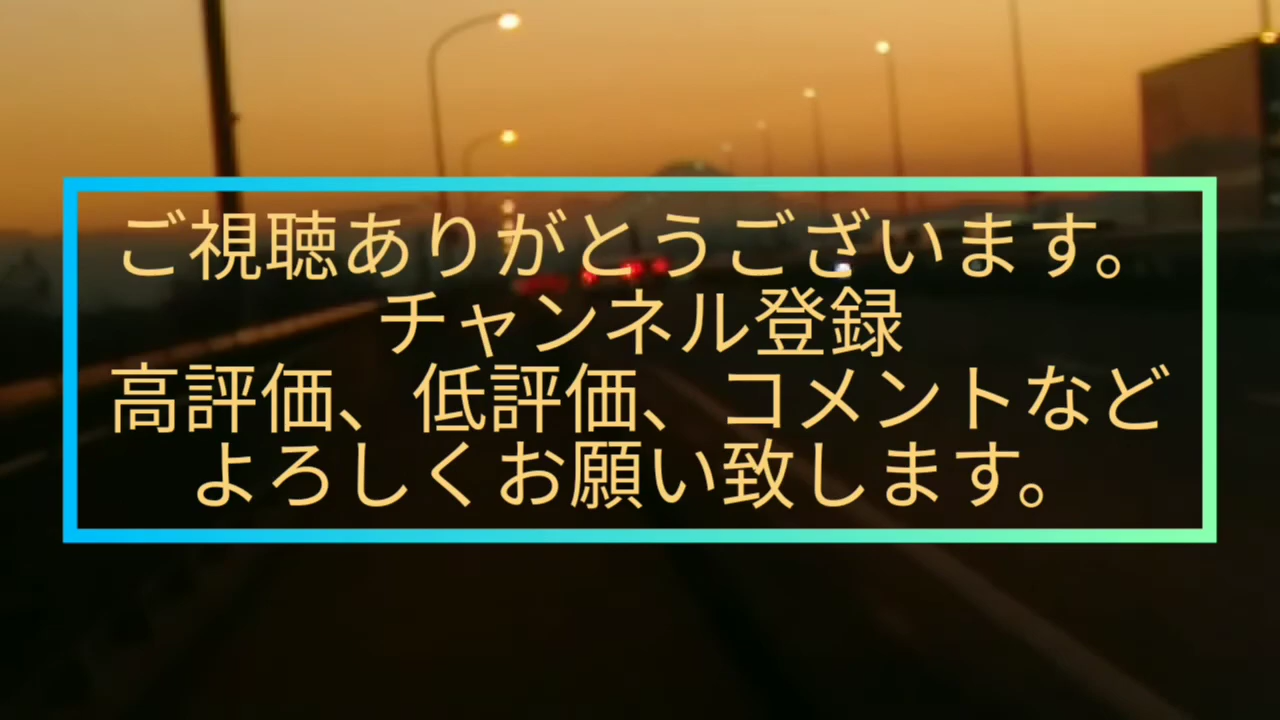 ご視聴ありがとうございます。
チャンネル登録
高評価、低評価、コメントなど
よろしくお願い致します。